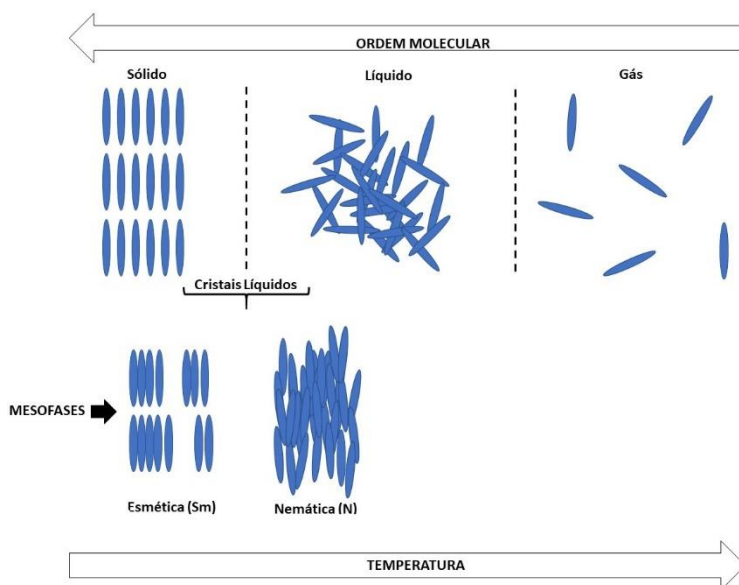 ORDEM MOLECULAR
Sólido
Líquido
Gás
Cristais Líquidos
MESOFASES
Esmética (Sm)
Nemática (N)
TEMPERATURA